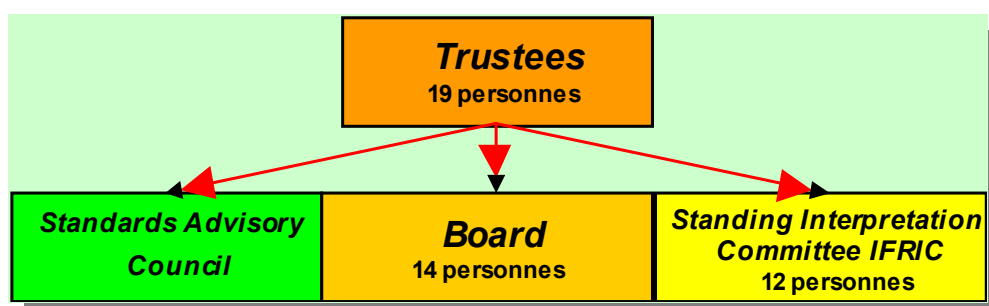 Trustees
19 personnes
Standards Advisory
Council
Board
14 personnes
Standing Interpretation
Committee IFRIC
12 personnes